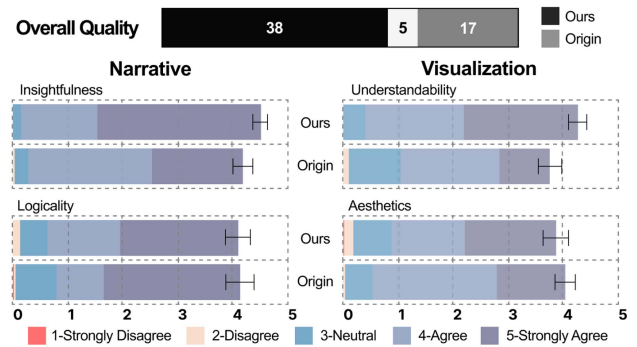 Overall Quality 38 5 17 Ours
Origin
Narrative Visualization
Insightfulness Understandability
Ours
Origin
Logicality Aesthetics
Ours
Origin
0 1 2 3 4 5 0 1 2 3 4 5
1-Strongly Disagree 2-Disagree 3-Neutral 4-Agree 5-Strongly Agree